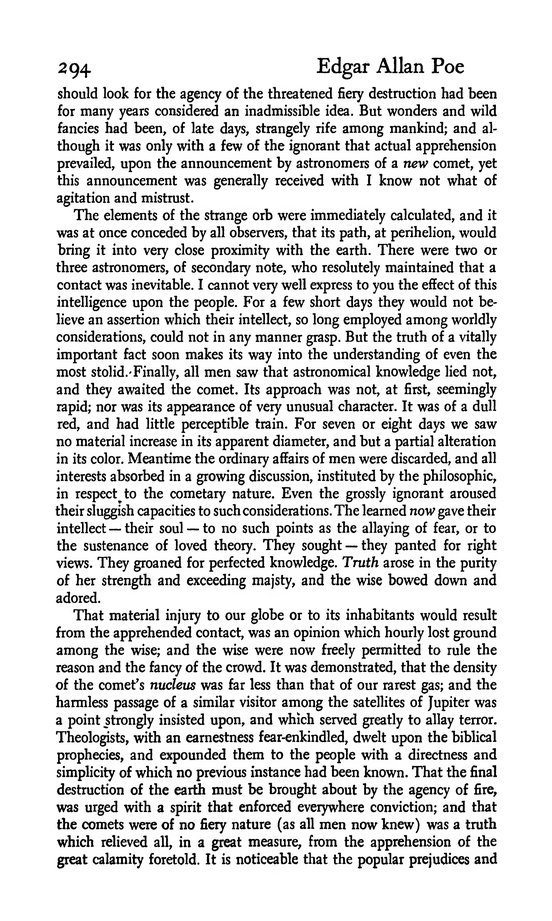 294 Edgar Allan Poe
should look for the agency of the threatened fiery destruction had been
for many years considered an inadmissible idea. But wonders and wild
fancies had been, of late days, strangely rife among mankind; and al-
though it was only with a few of the ignorant that actual apprehension
prevailed, upon the announcement by astronomers of a new comet, yet
this announcement was generally received with I know not what of
agitation and mistrust.
The elements of the strange orb were immediately calculated, and it
was at once conceded by all observers, that its path, at perihelion, would
bring it into very close proximity with the earth. There were two or
three astronomers, of secondary note, who resolutely maintained that a
contact was inevitable. I cannot very well express to you the effect of this
intelligence upon the people. For a few short days they would not be-
lieve an assertion which their intellect, so long employed among worldly
considerations, could not in any manner grasp. But the truth of a vitally
important fact soon makes its way into the understanding of even the
most stolid. Finally, all men saw that astronomical knowledge lied not,
and they awaited the comet. Its approach was not, at first, seemingly
rapid; nor was its appearance of very unusual character. It was of a dull
red, and had little perceptible train. For seven or eight days we saw
no material increase in its apparent diameter, and but a partial alteration
in its color. Meantime the ordinary affairs of men were discarded, and all
interests absorbed in a growing discussion, instituted by the philosophic,
in respect to the cometary nature. Even the grossly ignorant aroused
their sluggish capacities to such considerations. The learned now gave their
intellect — their soul — to no such points as the allaying of fear, or to
the sustenance of loved theory. They sought — they panted for right
views. They groaned for perfected knowledge. Truth arose in the purity
of her strength and exceeding majsty, and the wise bowed down and
adored.
That material injury to our globe or to its inhabitants would result
from the apprehended contact, was an opinion which hourly lost ground
among the wise; and the wise were now freely permitted to rule the
reason and the fancy of the crowd. It was demonstrated, that the density
of the comet's nucleus was far less than that of our rarest gas; and the
harmless passage of a similar visitor among the satellites of Jupiter was
a point strongly insisted upon, and which served greatly to allay terror.
Theologists, with an earnestness fear-enkindled, dwelt upon the biblical
prophecies, and expounded them to the people with a directness and
simplicity of which no previous instance had been known. That the final
destruction of the earth must be brought about by the agency of fire,
was urged with a spirit that enforced everywhere conviction; and that
the comets were of no fiery nature (as all men now knew) was a truth
which relieved all, in a great measure, from the apprehension of the
great calamity foretold. It is noticeable that the popular prejudices and